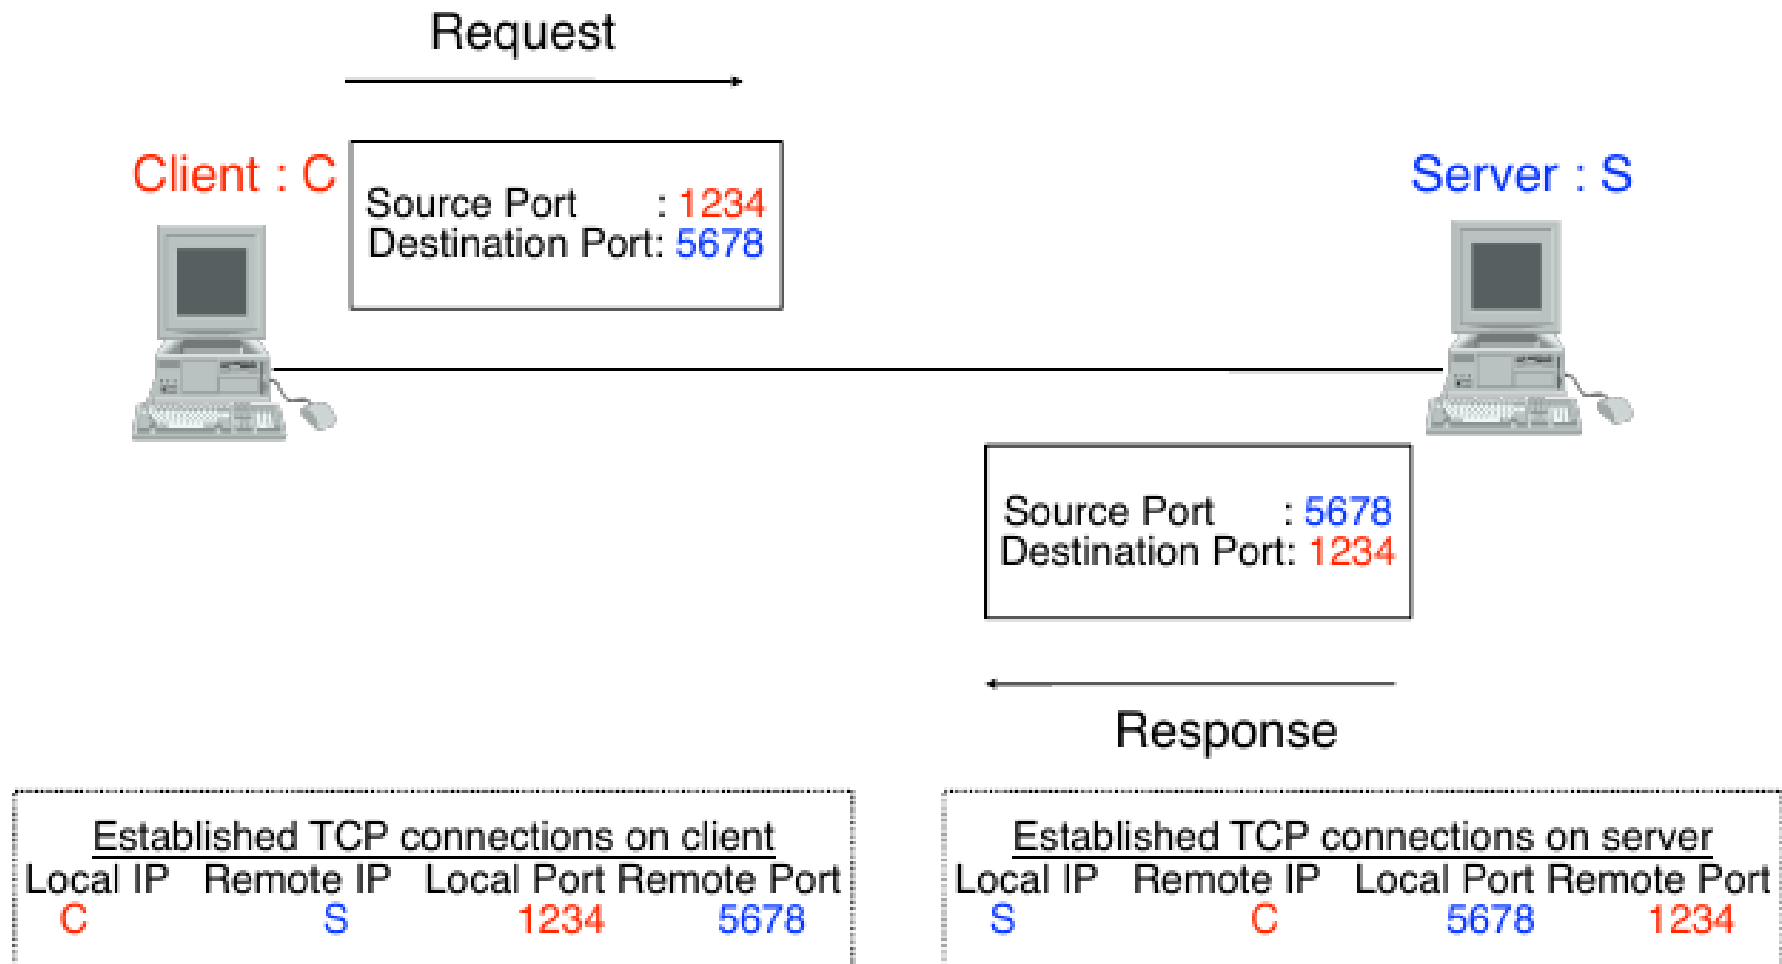 Request
Client : C
Source Port : 1234
Destination Port: 5678
Server : S
Source Port : 5678
Destination Port: 1234
Response
Established TCP connections on client
Local IP Remote IP Local Port Remote Port
C S 1234 5678
Established TCP connections on server
Local IP Remote IP Local Port Remote Port
S C 5678 1234